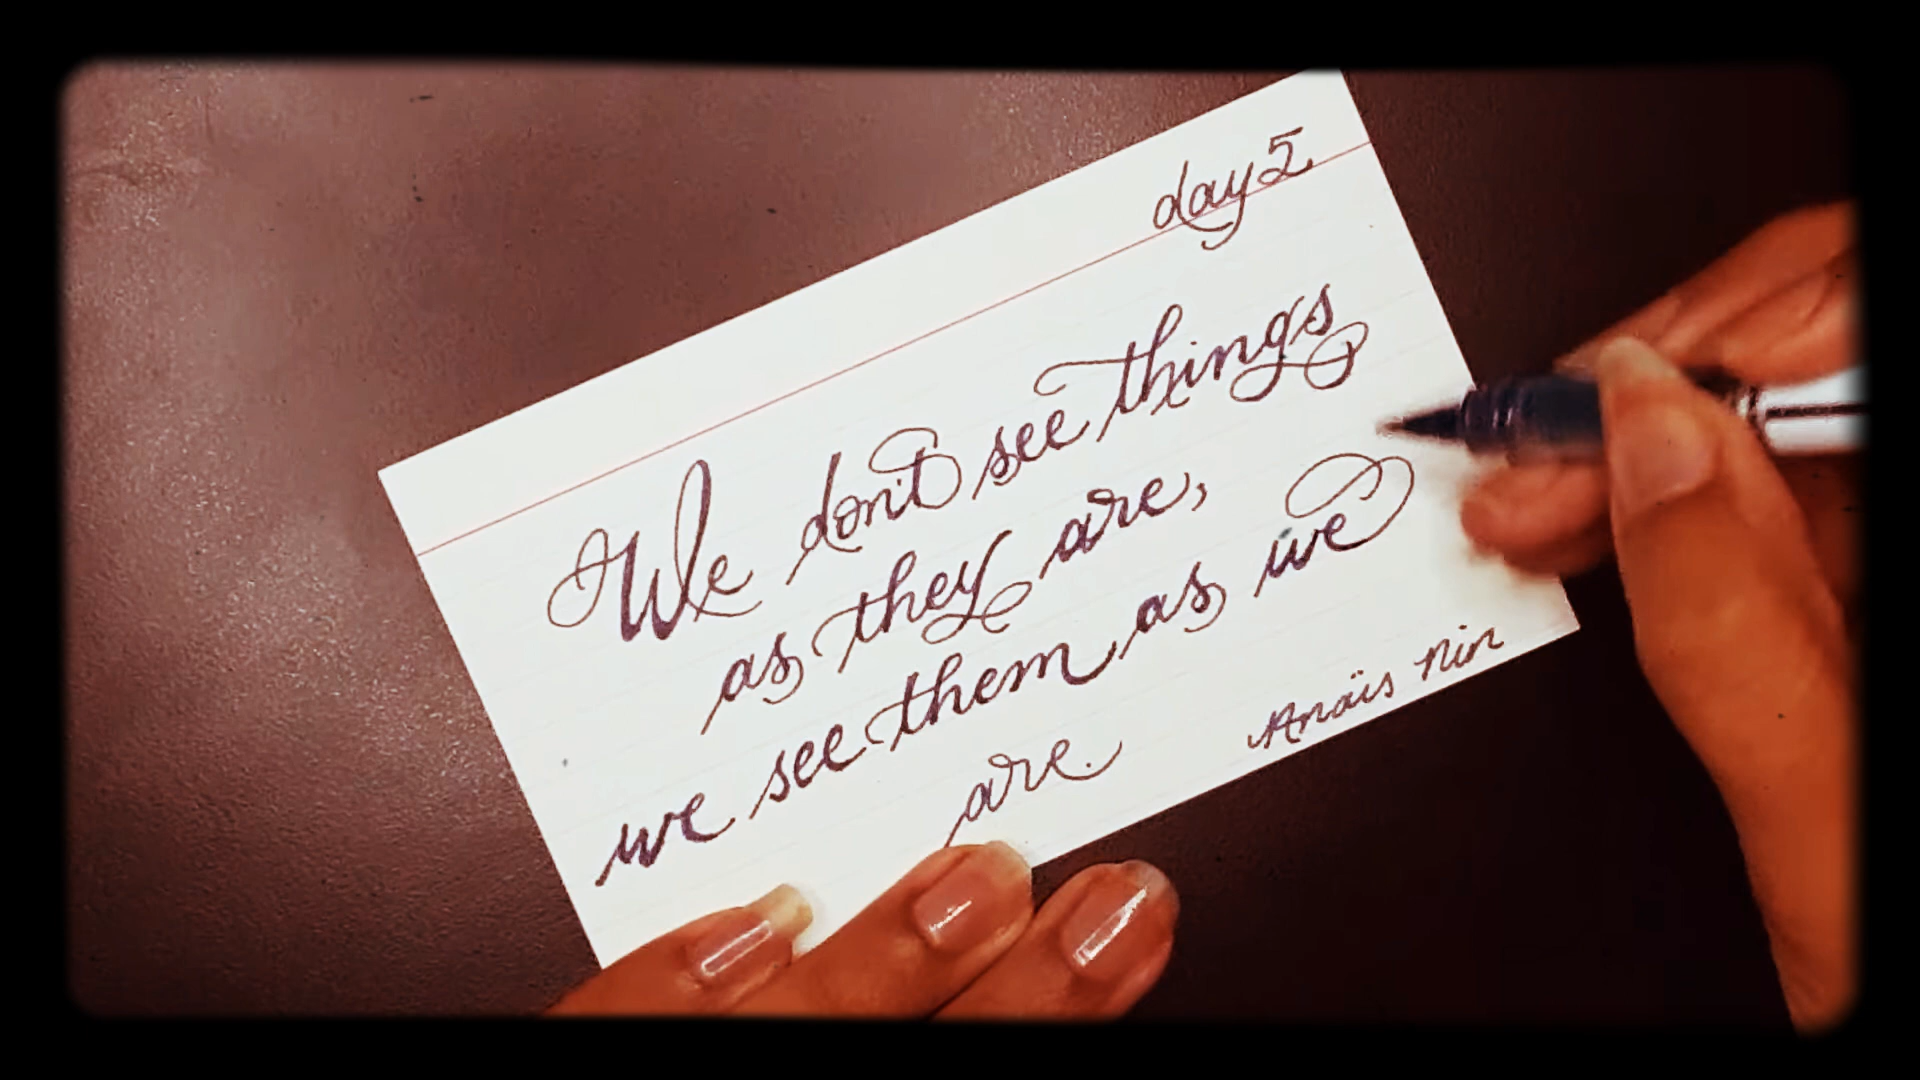 day 5
We don't see things
as they are,
we see them as we
are.
Anaïs Nin